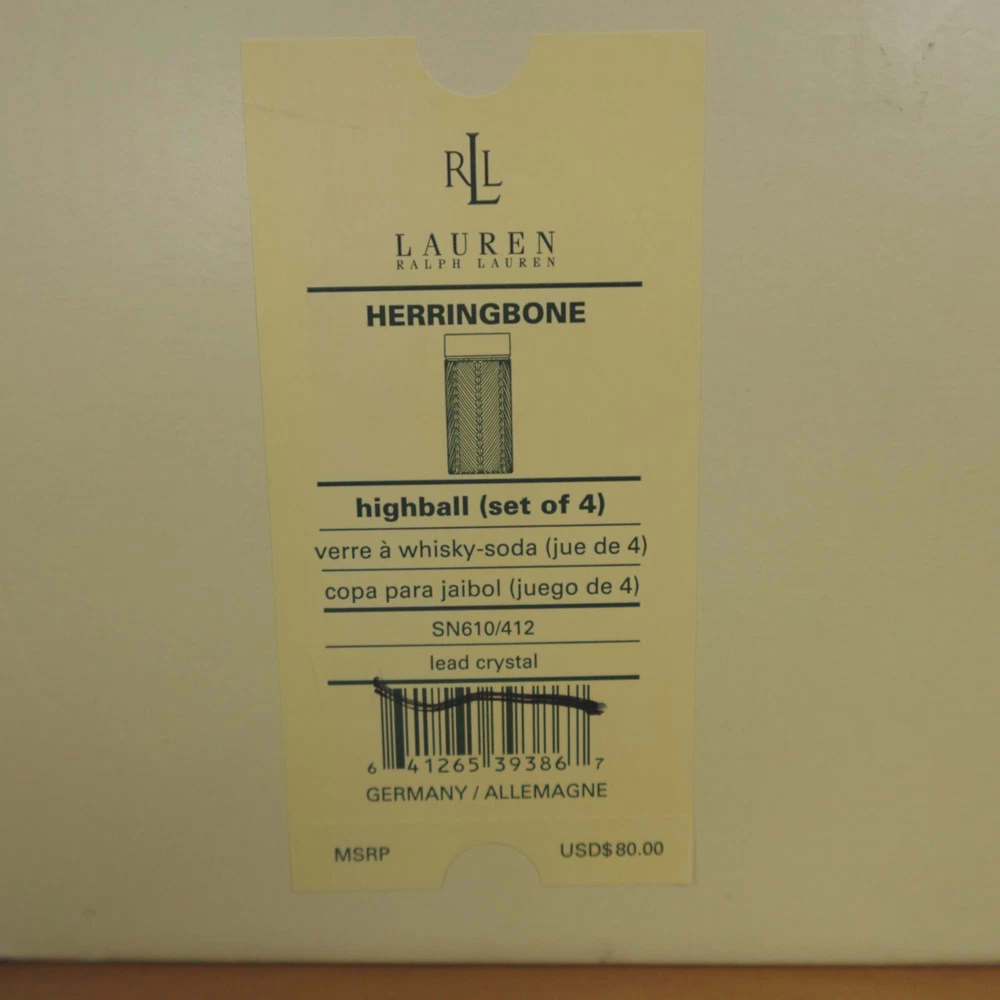 RLL
LAUREN
RALPH LAUREN
HERRINGBONE
highball (set of 4)
verre à whisky-soda (jue de 4)
copa para jaibol (juego de 4)
SN610/412
lead crystal
6 41265 39386 7
GERMANY / ALLEMAGNE
MSRP USD$80.00